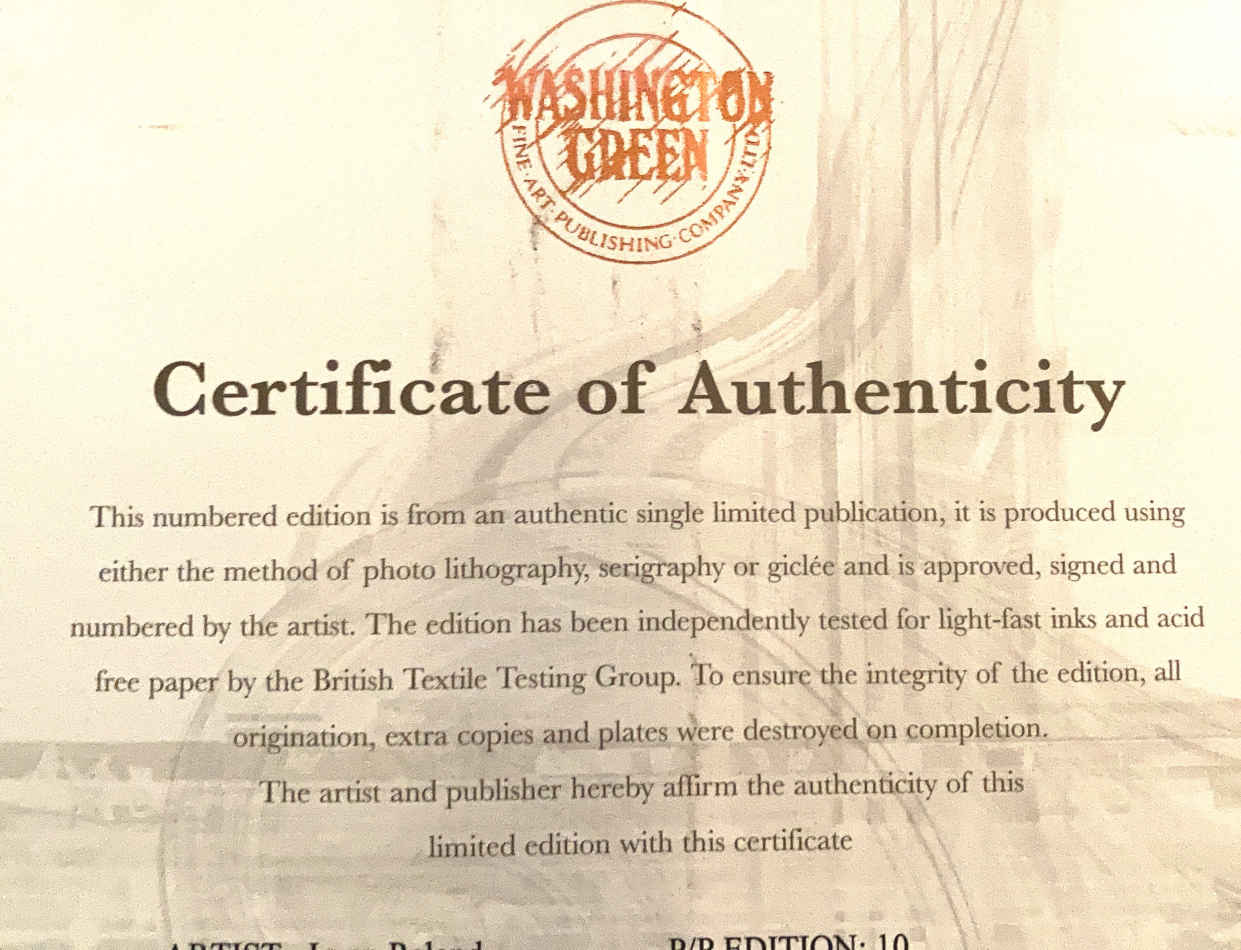 WASHINGTON
GREEN
FINE · ART · PUBLISHING · COMPANY · LTD
Certificate of Authenticity
This numbered edition is from an authentic single limited publication, it is produced using
either the method of photo lithography, serigraphy or giclée and is approved, signed and
numbered by the artist. The edition has been independently tested for light-fast inks and acid
free paper by the British Textile Testing Group. To ensure the integrity of the edition, all
origination, extra copies and plates were destroyed on completion.
The artist and publisher hereby affirm the authenticity of this
limited edition with this certificate
ARTIST P/P EDITION: 10